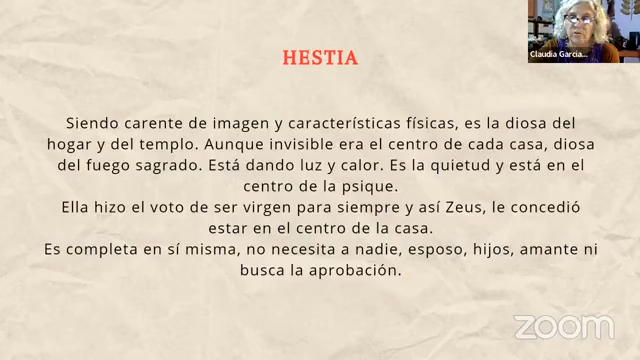 Claudia Garcia...
HESTIA
Siendo carente de imagen y características físicas, es la diosa del
hogar y del templo. Aunque invisible era el centro de cada casa, diosa
del fuego sagrado. Está dando luz y calor. Es la quietud y está en el
centro de la psique.
Ella hizo el voto de ser virgen para siempre y así Zeus, le concedió
estar en el centro de la casa.
Es completa en sí misma, no necesita a nadie, esposo, hijos, amante ni
busca la aprobación.
zoom